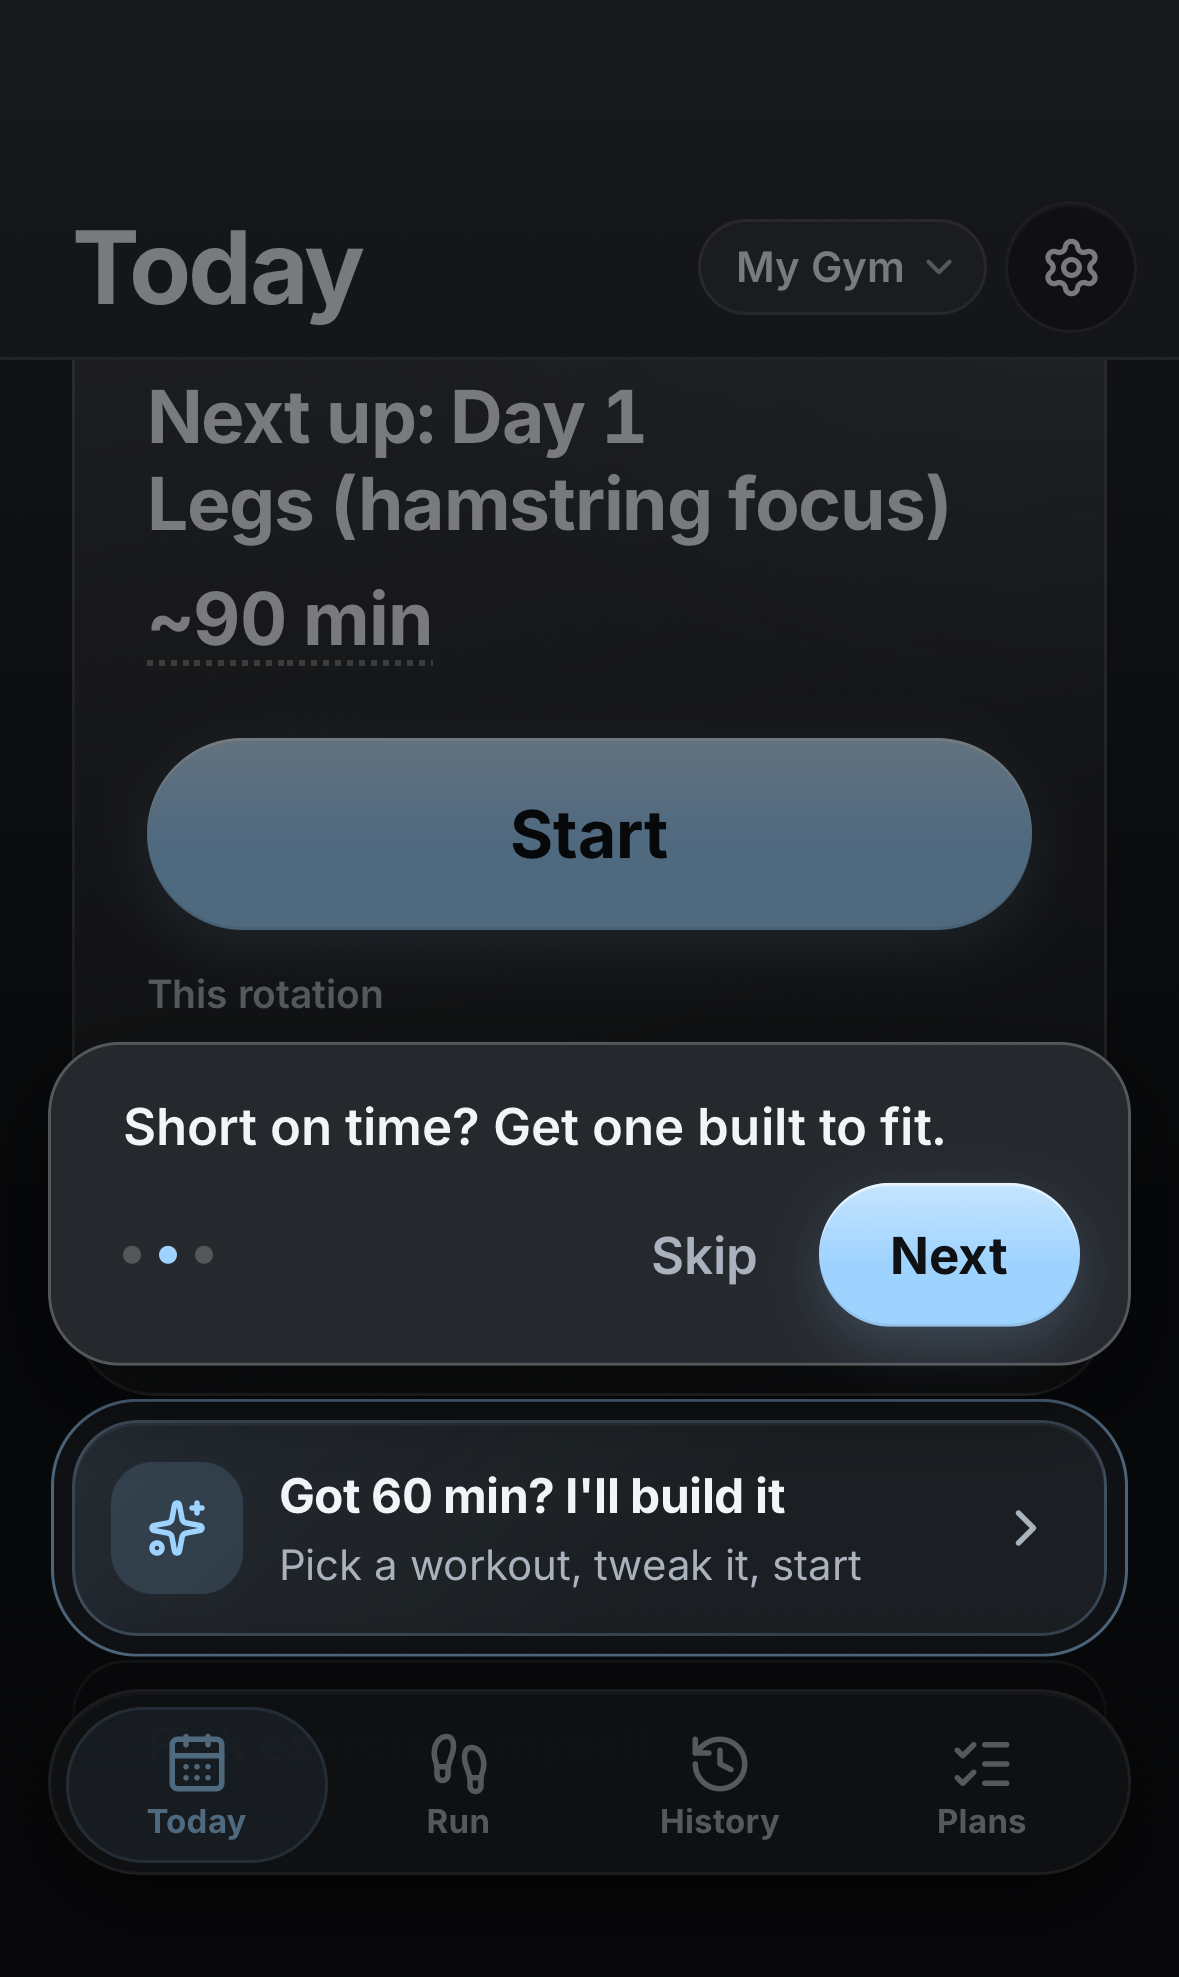 Today
My Gym
Next up: Day 1
Legs (hamstring focus)
~90 min
Start
This rotation
Short on time? Get one built to fit.
Skip
Next
Got 60 min? I'll build it
Pick a workout, tweak it, start
Today
Run
History
Plans